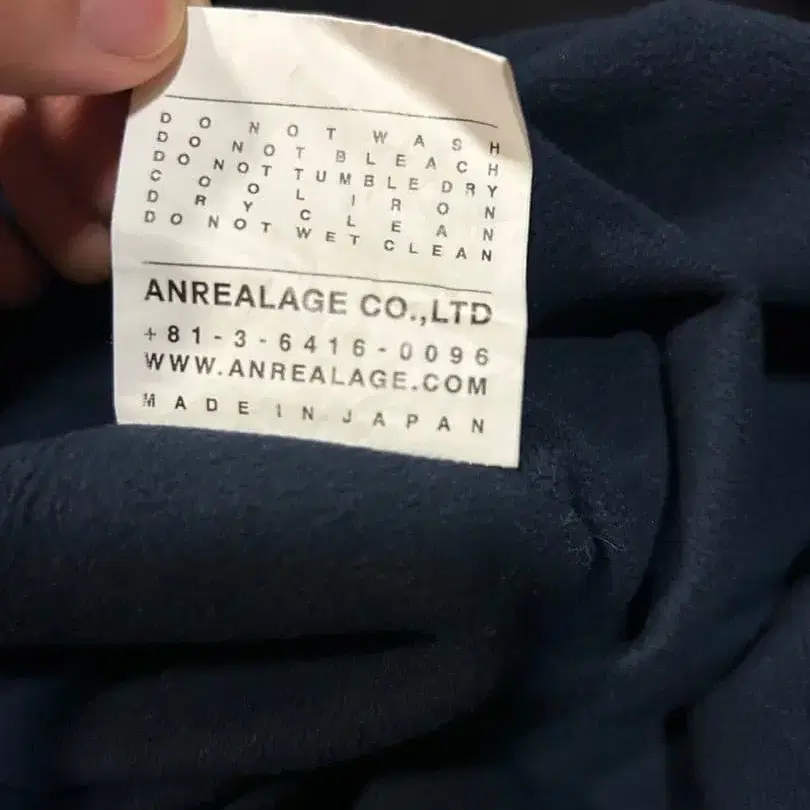 DO NOT WASH
DO NOT BLEACH
DO NOT TUMBLE DRY
COOL IRON
DRY CLEAN
DO NOT WET CLEAN
ANREALAGE CO.,LTD
+81-3-6416-0096
WWW.ANREALAGE.COM
MADE IN JAPAN